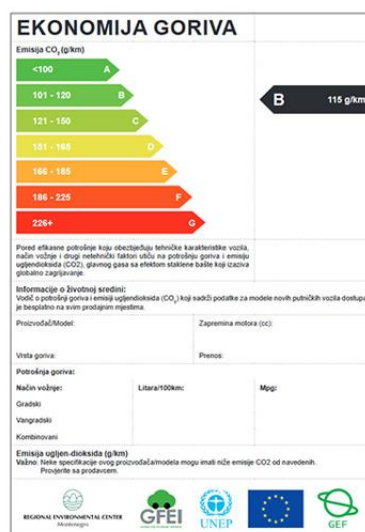 EKONOMIJA GORIVA
Emisija CO₂ (g/km)
<100 A
101 - 120 B
B 115 g/km
121 - 150 C
151 - 165 D
166 - 185 E
186 - 225 F
226+ G
Pored efikasne potrošnje koju obezbjeđuju tehničke karakteristike vozila,
način vožnje i drugi netehnički faktori utiču na potrošnju goriva i emisiju
ugljendioksida (CO2), glavnog gasa sa efektom staklene bašte koji izaziva
globalno zagrijavanje.
Informacije o životnoj sredini:
Vodič o potrošnji goriva i emisiji ugljendioksida (CO₂) koji sadrži podatke za modele novih putničkih vozila dostupa
je besplatno na svim prodajnim mjestima.
Proizvođač/Model: Zapremina motora (cc):
Vrsta goriva: Prenos:
Potrošnja goriva:
Način vožnje: Litara/100km: Mpg:
Gradski
Vangradski
Kombinovani
Emisija ugljen-dioksida (g/km)
Važno: Neke specifikacije ovog proizvođača/modela mogu imati niže emisije CO2 od navedenih.
Provjerite sa prodavcem.
REGIONAL ENVIRONMENTAL CENTER
Montenegro
GFEI
UNEP
GEF